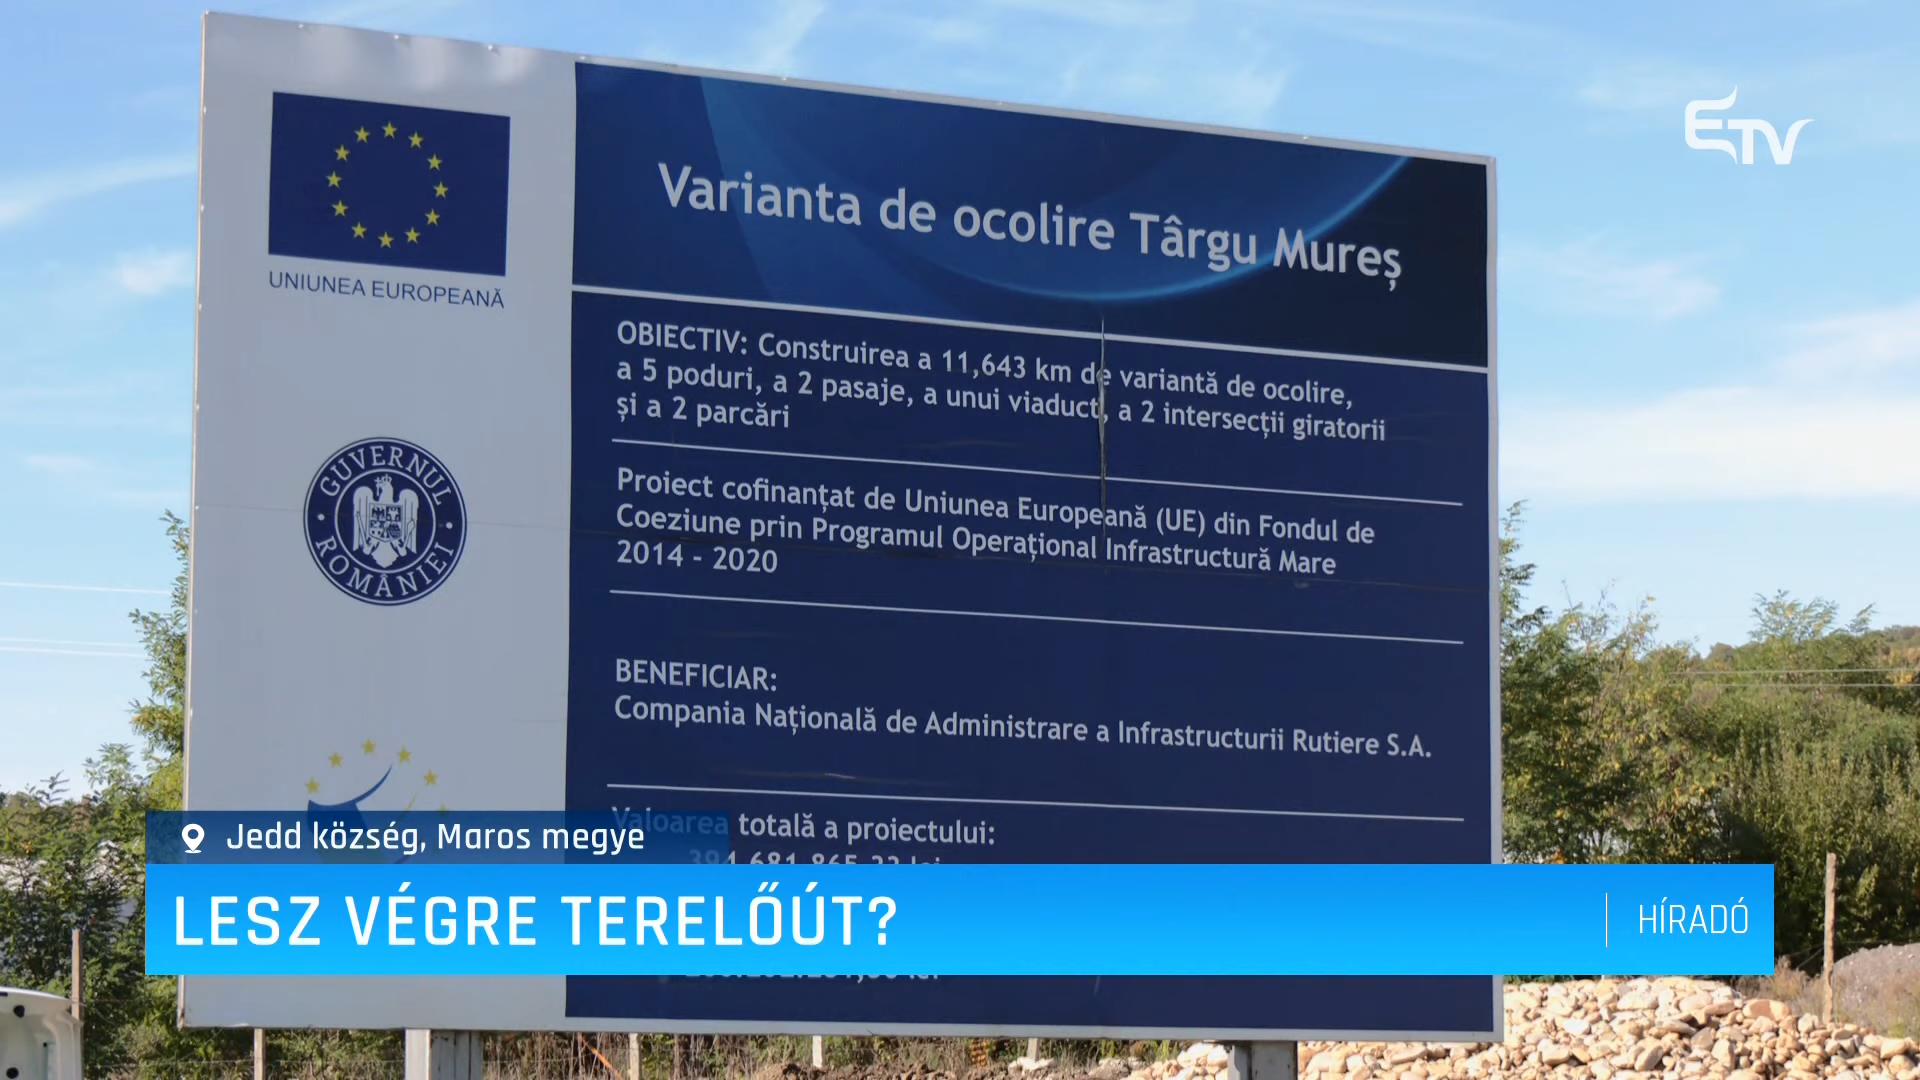 ETV
Varianta de ocolire Târgu Mureș
UNIUNEA EUROPEANĂ
OBIECTIV: Construirea a 11,643 km de variantă de ocolire,
a 5 poduri, a 2 pasaje, a unui viaduct, a 2 intersecții giratorii
și a 2 parcări
GUVERNUL ROMÂNIEI
Proiect cofinanțat de Uniunea Europeană (UE) din Fondul de
Coeziune prin Programul Operațional Infrastructură Mare
2014 - 2020
BENEFICIAR:
Compania Națională de Administrare a Infrastructurii Rutiere S.A.
Valoarea totală a proiectului:
Jedd község, Maros megye
LESZ VÉGRE TERELŐÚT?
HÍRADÓ